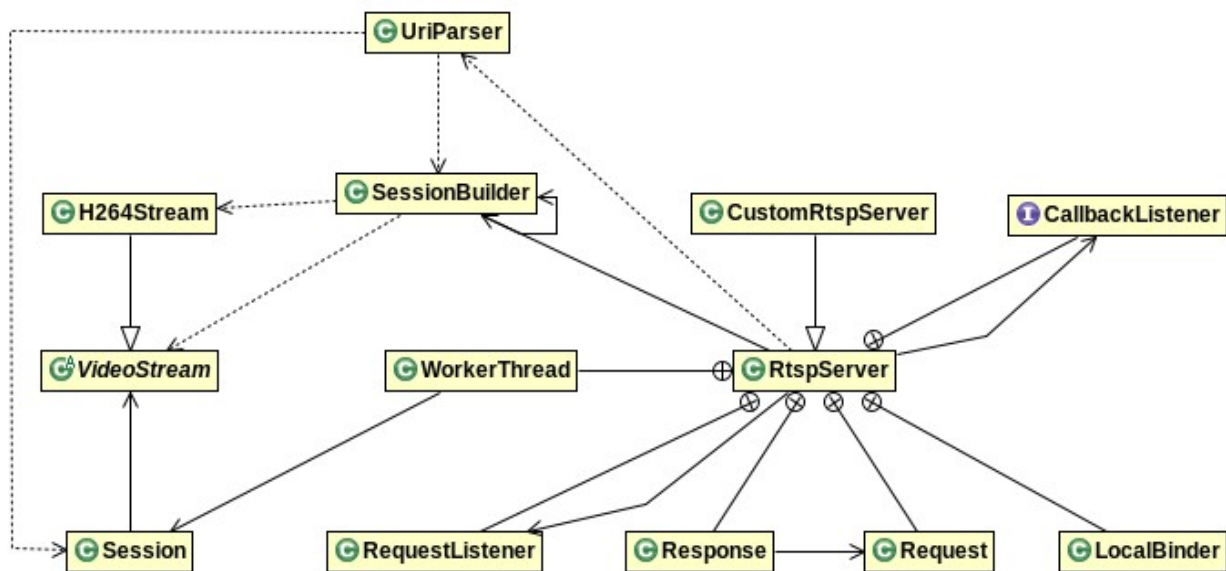 C UriParser
C SessionBuilder
C H264Stream
C CustomRtspServer
I CallbackListener
C A VideoStream
C WorkerThread
C RtspServer
C Session
C RequestListener
C Response
C Request
C LocalBinder